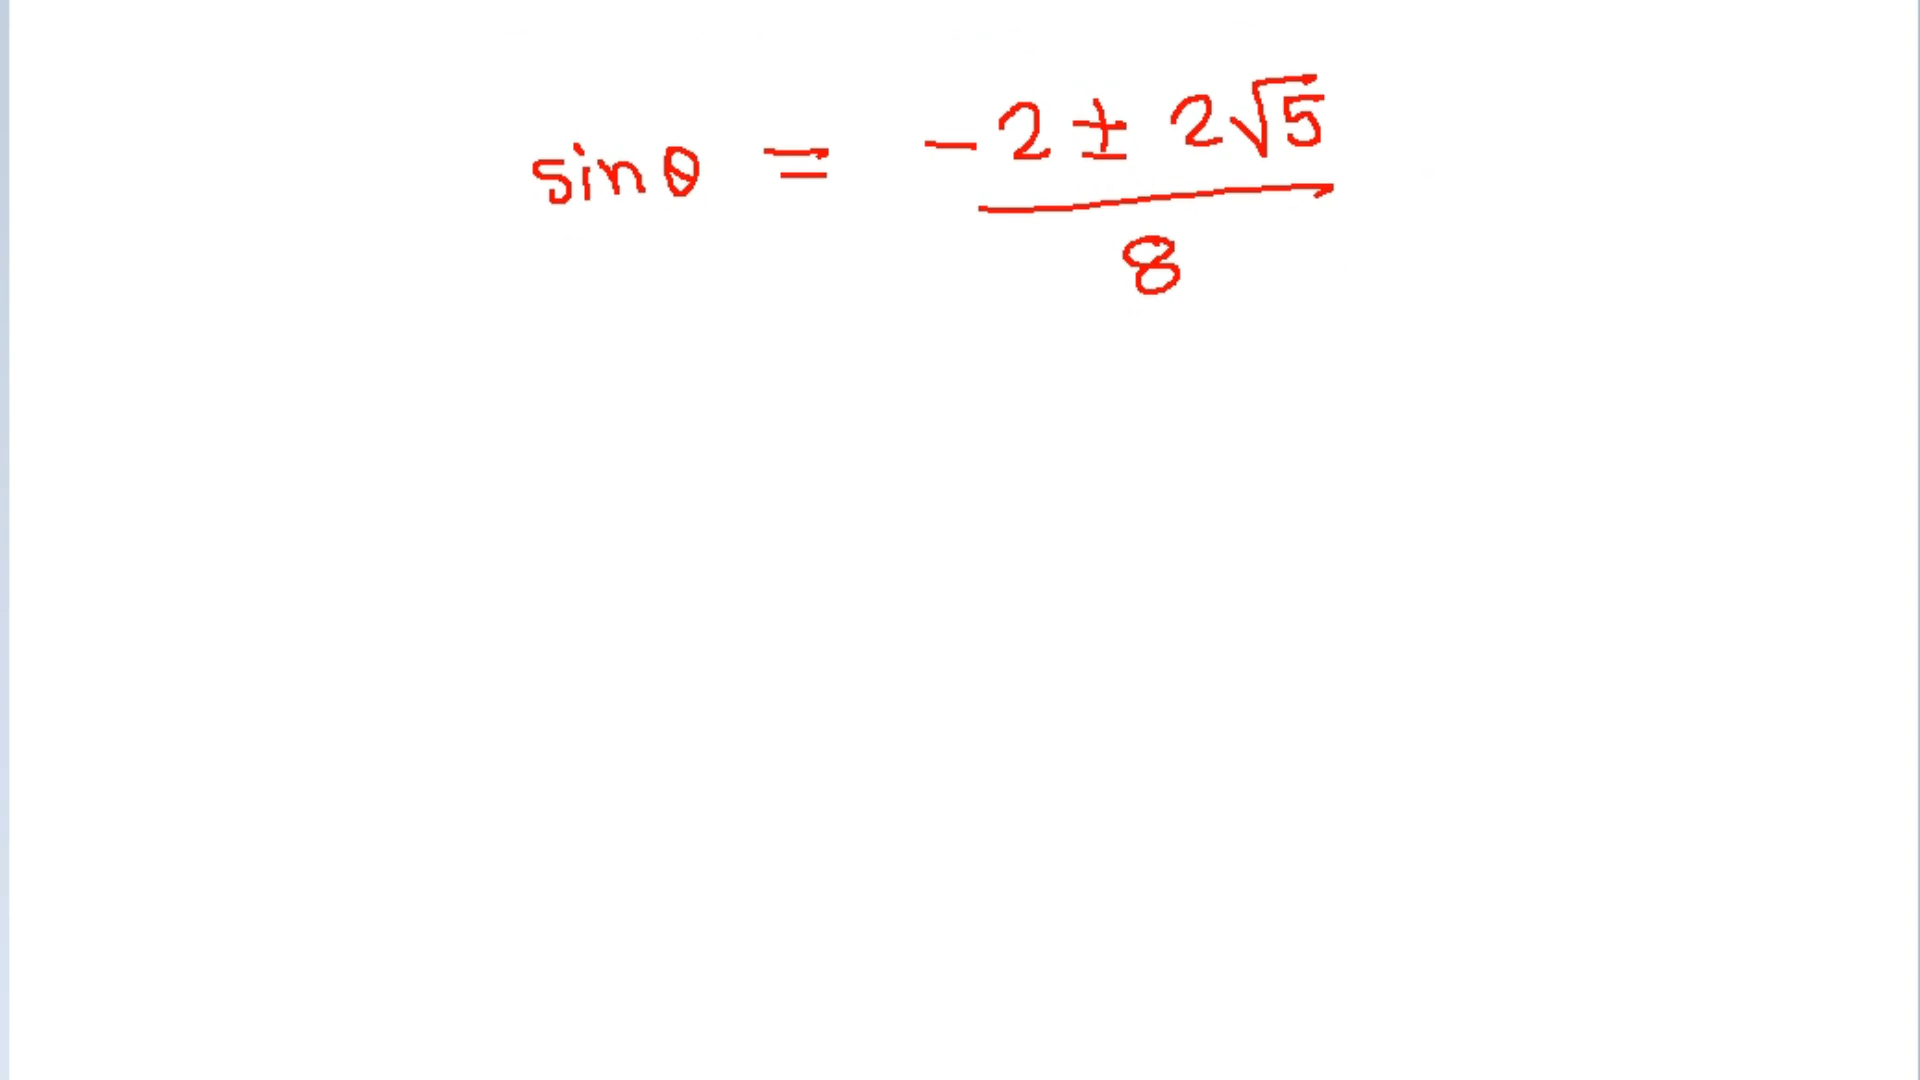 sin θ = (-2 ± 2√5)/8